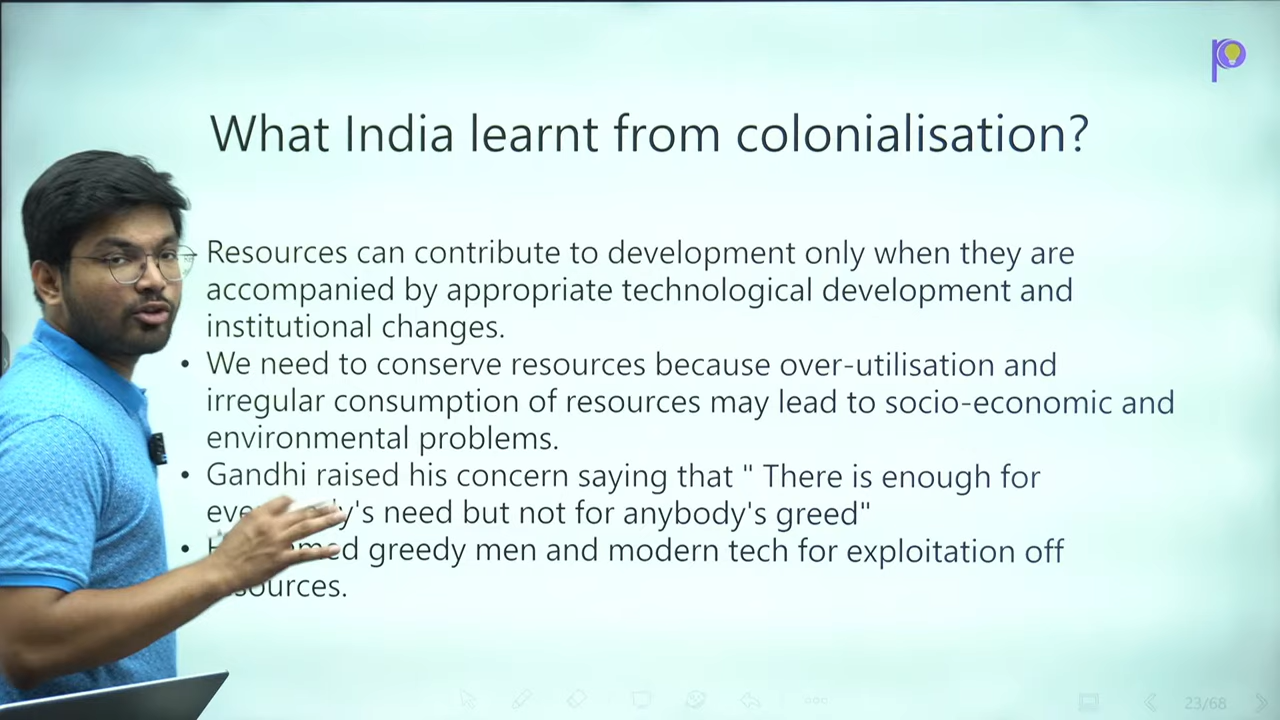 What India learnt from colonialisation?
Resources can contribute to development only when they are
accompanied by appropriate technological development and
institutional changes.
• We need to conserve resources because over-utilisation and
irregular consumption of resources may lead to socio-economic and
environmental problems.
• Gandhi raised his concern saying that " There is enough for
's need but not for anybody's greed"
• greedy men and modern tech for exploitation off
23/68